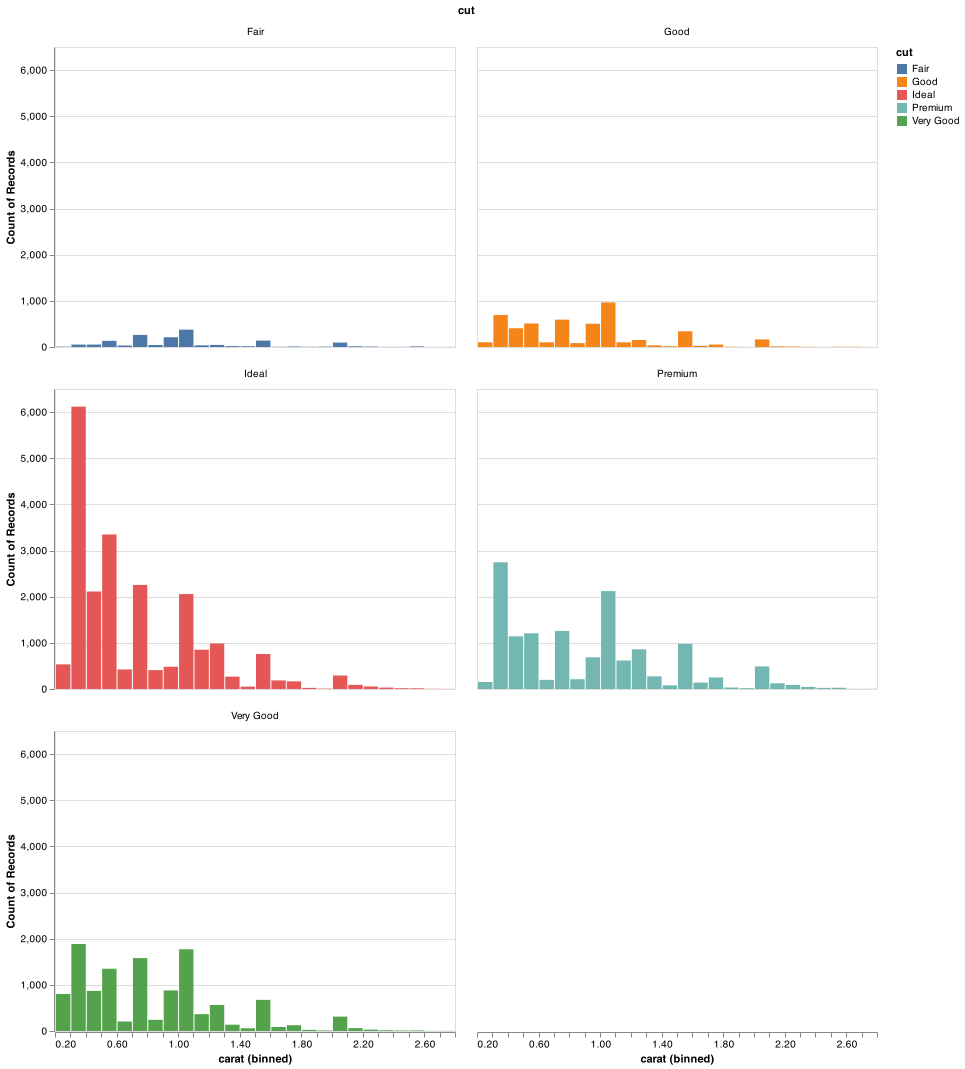 cut
Fair
Good
6,000
5,000
4,000
3,000
2,000
1,000
0
Count of Records
cut
Fair
Good
Ideal
Premium
Very Good
Ideal
Premium
6,000
5,000
4,000
3,000
2,000
1,000
0
Count of Records
Very Good
6,000
5,000
4,000
3,000
2,000
1,000
0
Count of Records
0.20 0.60 1.00 1.40 1.80 2.20 2.60
carat (binned)
0.20 0.60 1.00 1.40 1.80 2.20 2.60
carat (binned)